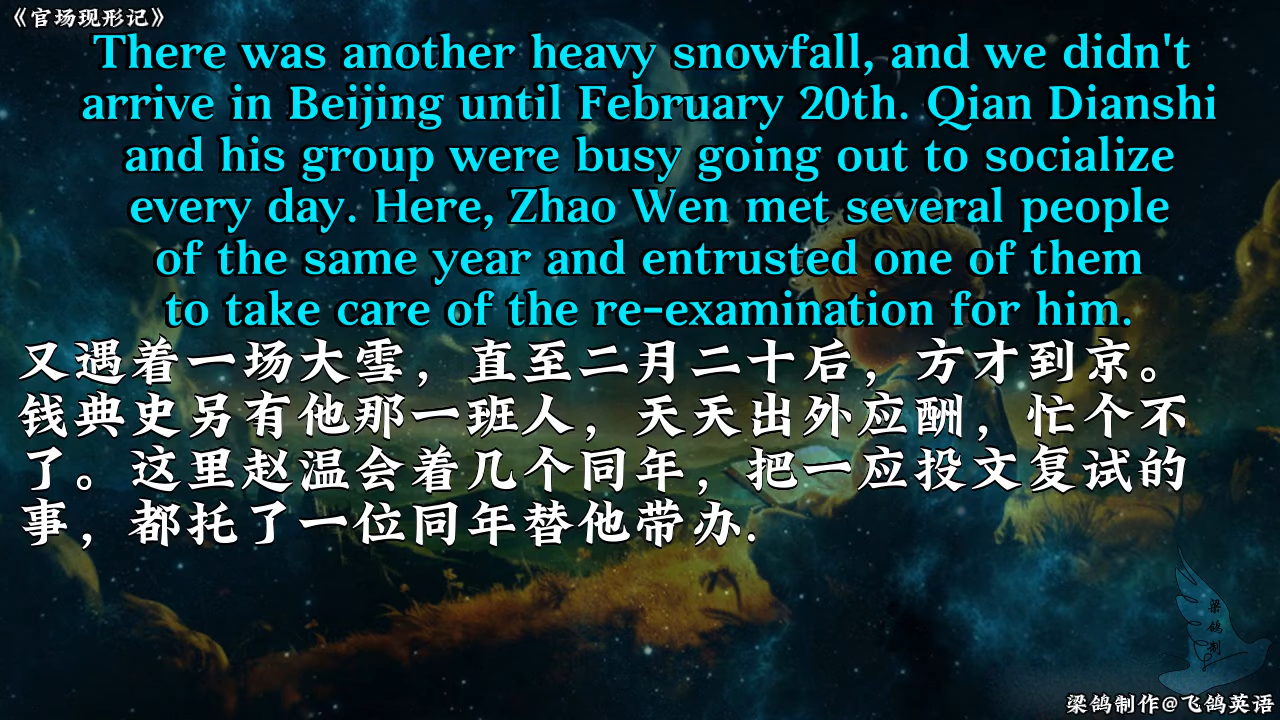 《官场现形记》
There was another heavy snowfall, and we didn't
arrive in Beijing until February 20th. Qian Dianshi
and his group were busy going out to socialize
every day. Here, Zhao Wen met several people
of the same year and entrusted one of them
to take care of the re-examination for him.
又遇着一场大雪，直至二月二十后，方才到京。
钱典史另有他那一班人，天天出外应酬，忙个不
了。这里赵温会着几个同年，把一应投文复试的
事，都托了一位同年替他带办.
梁鸽制
梁鸽制作@飞鸽英语